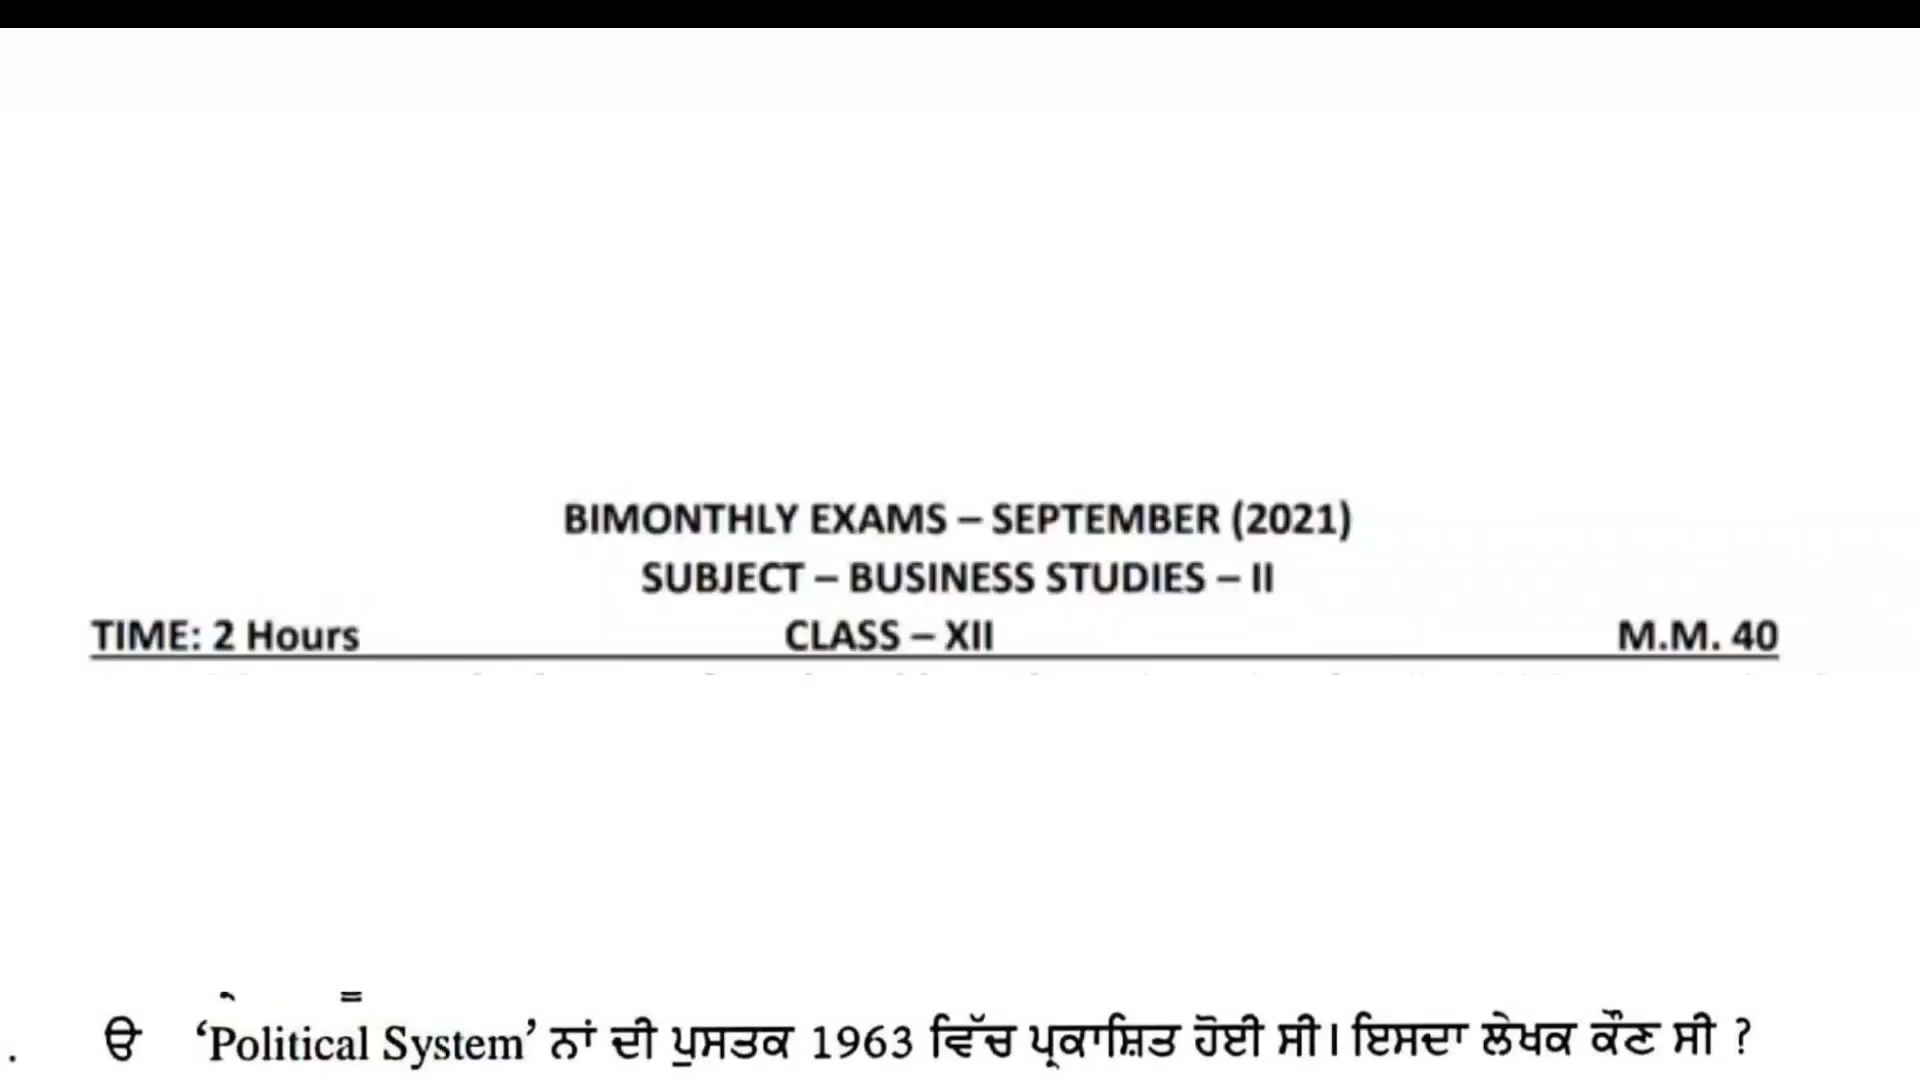 BIMONTHLY EXAMS – SEPTEMBER (2021)
SUBJECT – BUSINESS STUDIES – II
TIME: 2 Hours CLASS – XII M.M. 40
. ੳ ‘Political System’ ਨਾਂ ਦੀ ਪੁਸਤਕ 1963 ਵਿੱਚ ਪ੍ਰਕਾਸ਼ਿਤ ਹੋਈ ਸੀ। ਇਸਦਾ ਲੇਖਕ ਕੌਣ ਸੀ ?